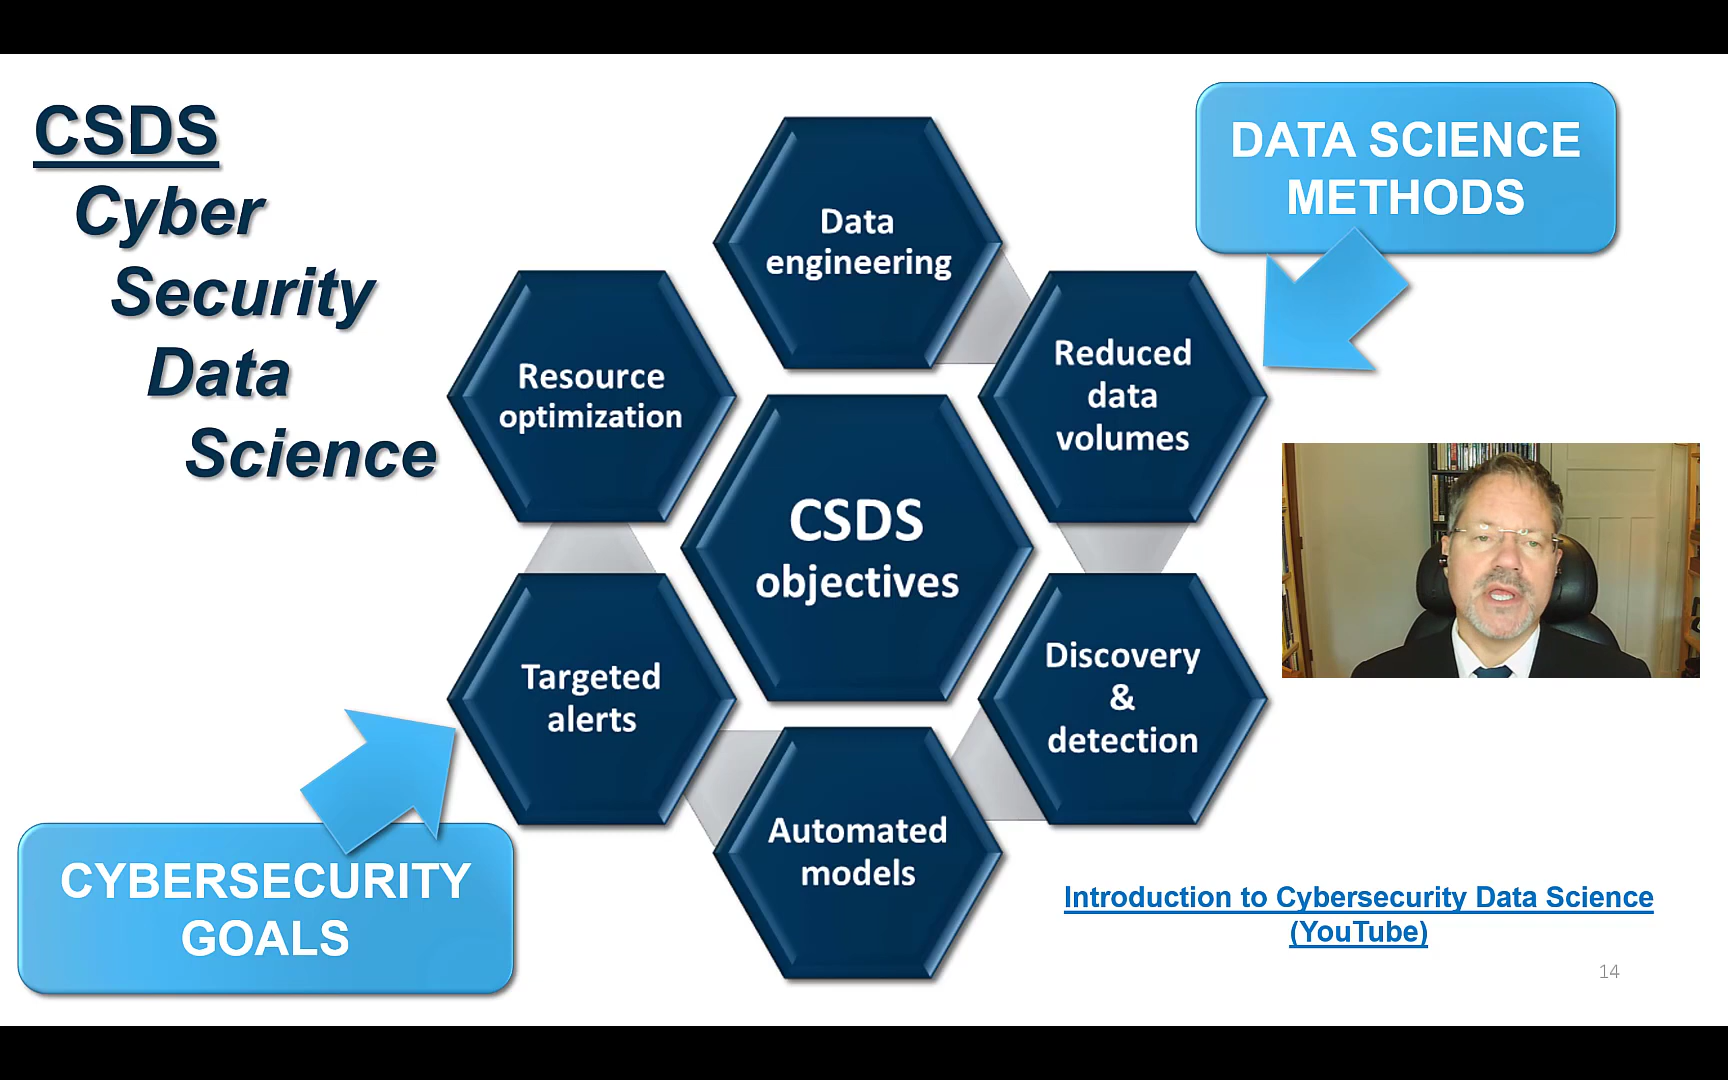 CSDS
Cyber
Security
Data
Science
DATA SCIENCE
METHODS
Data
engineering
Reduced
data
volumes
Resource
optimization
CSDS
objectives
Discovery
&
detection
Targeted
alerts
Automated
models
CYBERSECURITY
GOALS
Introduction to Cybersecurity Data Science
(YouTube)
14